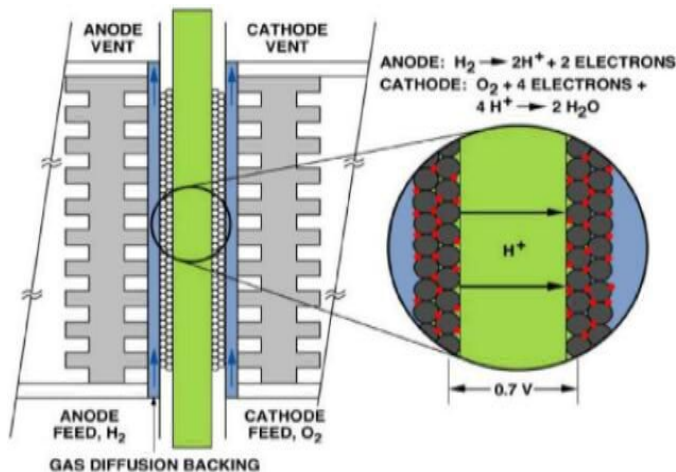 ANODE
VENT
CATHODE
VENT
ANODE: H₂ → 2H⁺ + 2 ELECTRONS
CATHODE: O₂ + 4 ELECTRONS +
4 H⁺ → 2 H₂O
H⁺
0.7 V
ANODE
FEED, H₂
CATHODE
FEED, O₂
GAS DIFFUSION BACKING